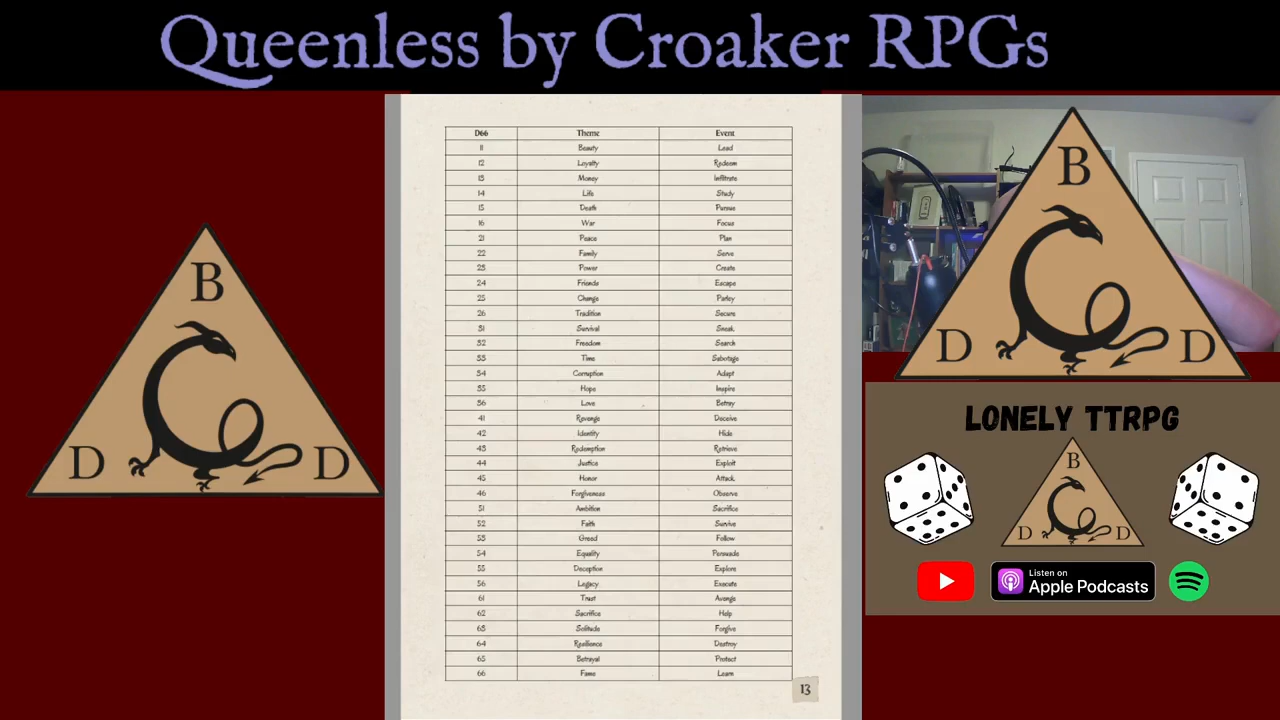 Queenless by Croaker RPGs
D66 Theme Event
11 Beauty Lead
12 Loyalty Redeem
13 Money Infiltrate
14 Life Study
15 Death Pursue
16 War Focus
21 Peace Plan
22 Family Serve
23 Power Create
24 Friends Escape
25 Change Parley
26 Tradition Secure
31 Survival Sneak
32 Freedom Search
33 Time Sabotage
34 Corruption Adapt
35 Hope Inspire
36 Love Betray
41 Revenge Deceive
42 Identity Hide
43 Redemption Retrieve
44 Justice Exploit
45 Honor Attack
46 Forgiveness Observe
51 Ambition Sacrifice
52 Faith Survive
53 Greed Follow
54 Equality Persuade
55 Deception Explore
56 Legacy Execute
61 Trust Avenge
62 Sacrifice Help
63 Solitude Forgive
64 Resilience Destroy
65 Betrayal Protect
66 Fame Learn
13
B
D D
B
D D
LONELY TTRPG
B
D D
Listen on
Apple Podcasts